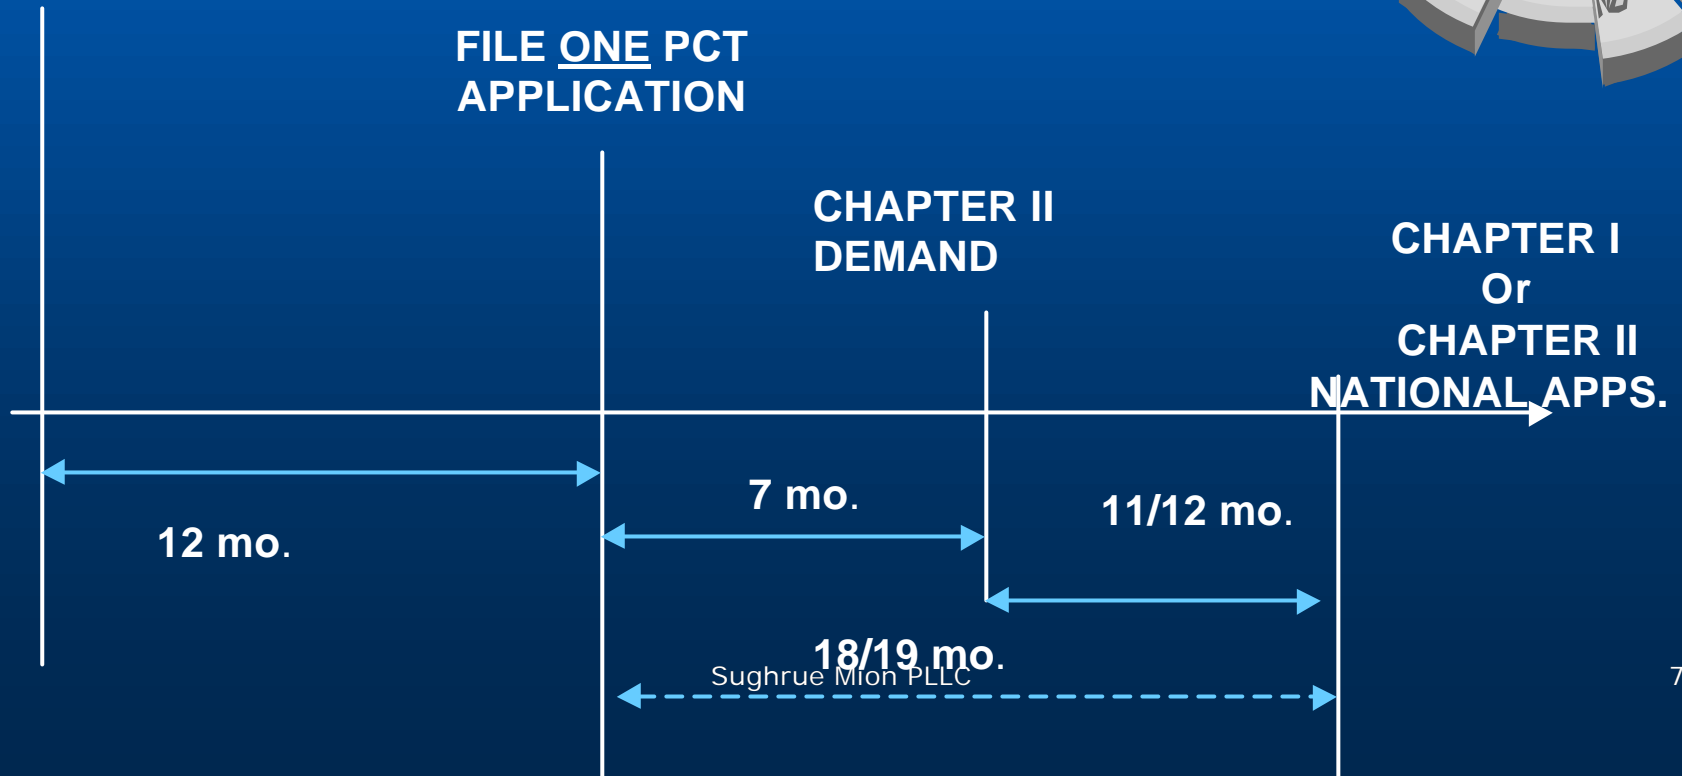 FILE ONE PCT
APPLICATION
CHAPTER II
DEMAND
CHAPTER I
Or
CHAPTER II
NATIONAL APPS.
7 mo.
11/12 mo.
12 mo.
18/19 mo.
Sughrue Mion PLLC
7